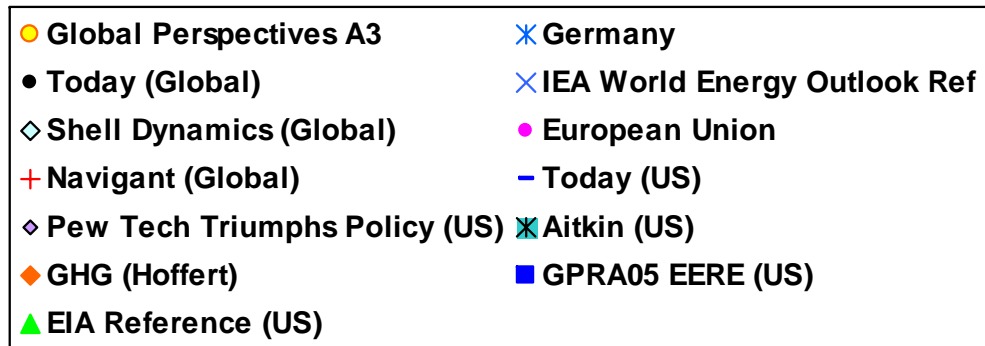 Global Perspectives A3
Germany
Today (Global)
IEA World Energy Outlook Ref
Shell Dynamics (Global)
European Union
Navigant (Global)
Today (US)
Pew Tech Triumphs Policy (US)
Aitkin (US)
GHG (Hoffert)
GPRA05 EERE (US)
EIA Reference (US)